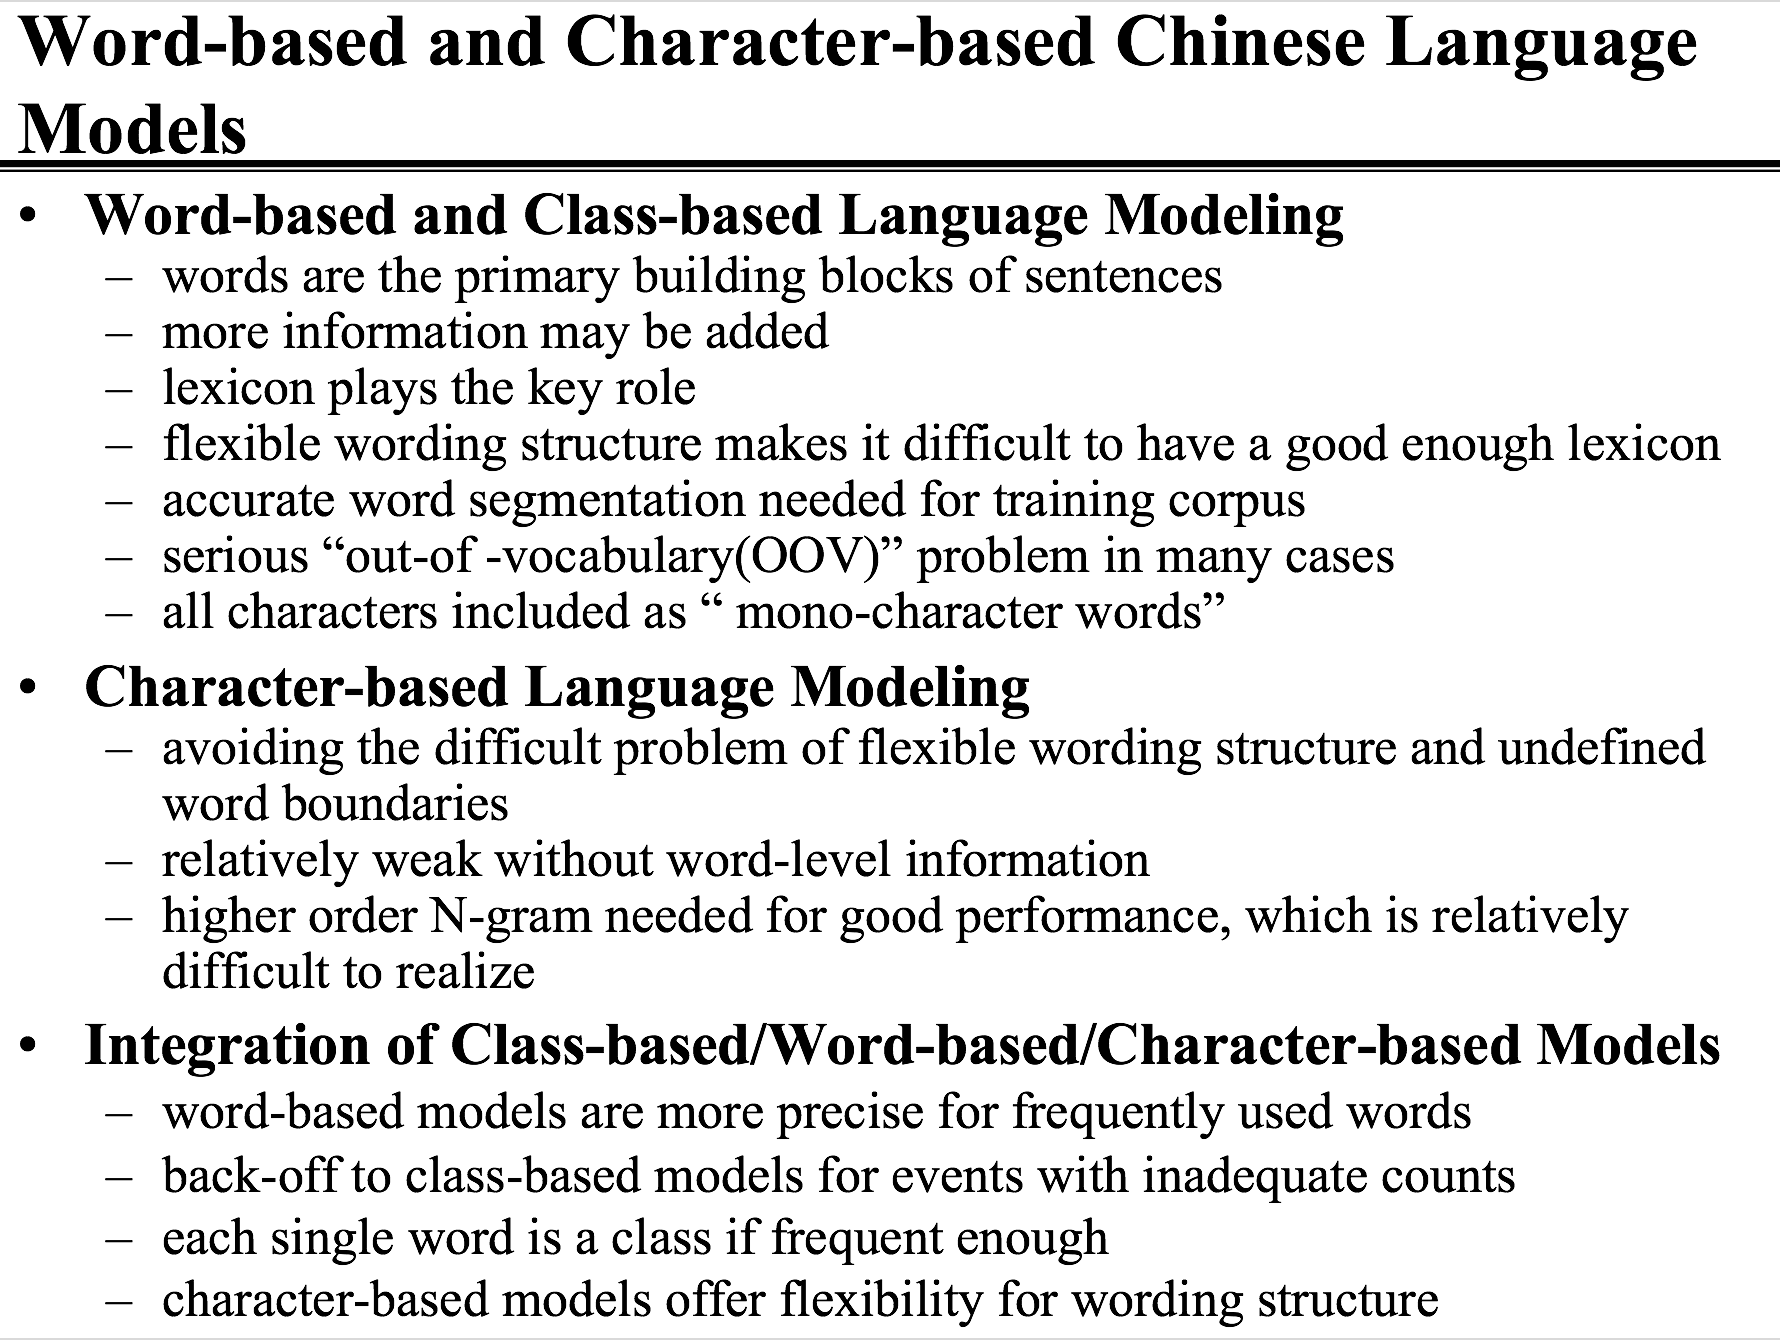 Word-based and Character-based Chinese Language
Models
• Word-based and Class-based Language Modeling
– words are the primary building blocks of sentences
– more information may be added
– lexicon plays the key role
– flexible wording structure makes it difficult to have a good enough lexicon
– accurate word segmentation needed for training corpus
– serious “out-of -vocabulary(OOV)” problem in many cases
– all characters included as “ mono-character words”
• Character-based Language Modeling
– avoiding the difficult problem of flexible wording structure and undefined
word boundaries
– relatively weak without word-level information
– higher order N-gram needed for good performance, which is relatively
difficult to realize
• Integration of Class-based/Word-based/Character-based Models
– word-based models are more precise for frequently used words
– back-off to class-based models for events with inadequate counts
– each single word is a class if frequent enough
– character-based models offer flexibility for wording structure